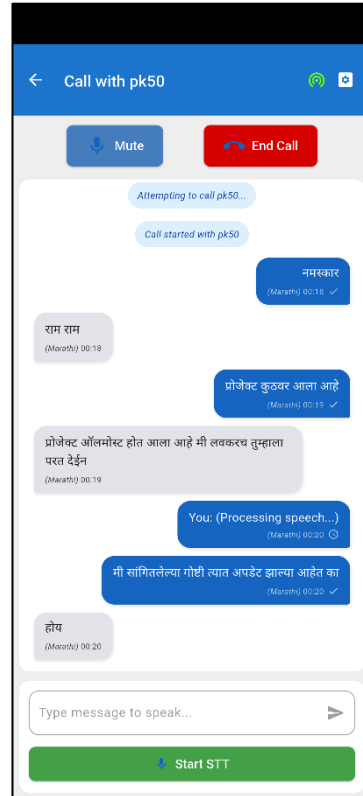 Call with pk50
Mute
End Call
Attempting to call pk50...
Call started with pk50
नमस्कार
(Marathi) 00:18
राम राम
(Marathi) 00:18
प्रोजेक्ट कुठवर आला आहे
(Marathi) 00:19
प्रोजेक्ट ऑलमोस्ट होत आला आहे मी लवकरच तुम्हाला
परत देईन
(Marathi) 00:19
You: (Processing speech...)
(Marathi) 00:20
मी सांगितलेल्या गोष्टी त्यात अपडेट झाल्या आहेत का
(Marathi) 00:20
होय
(Marathi) 00:20
Type message to speak...
Start STT